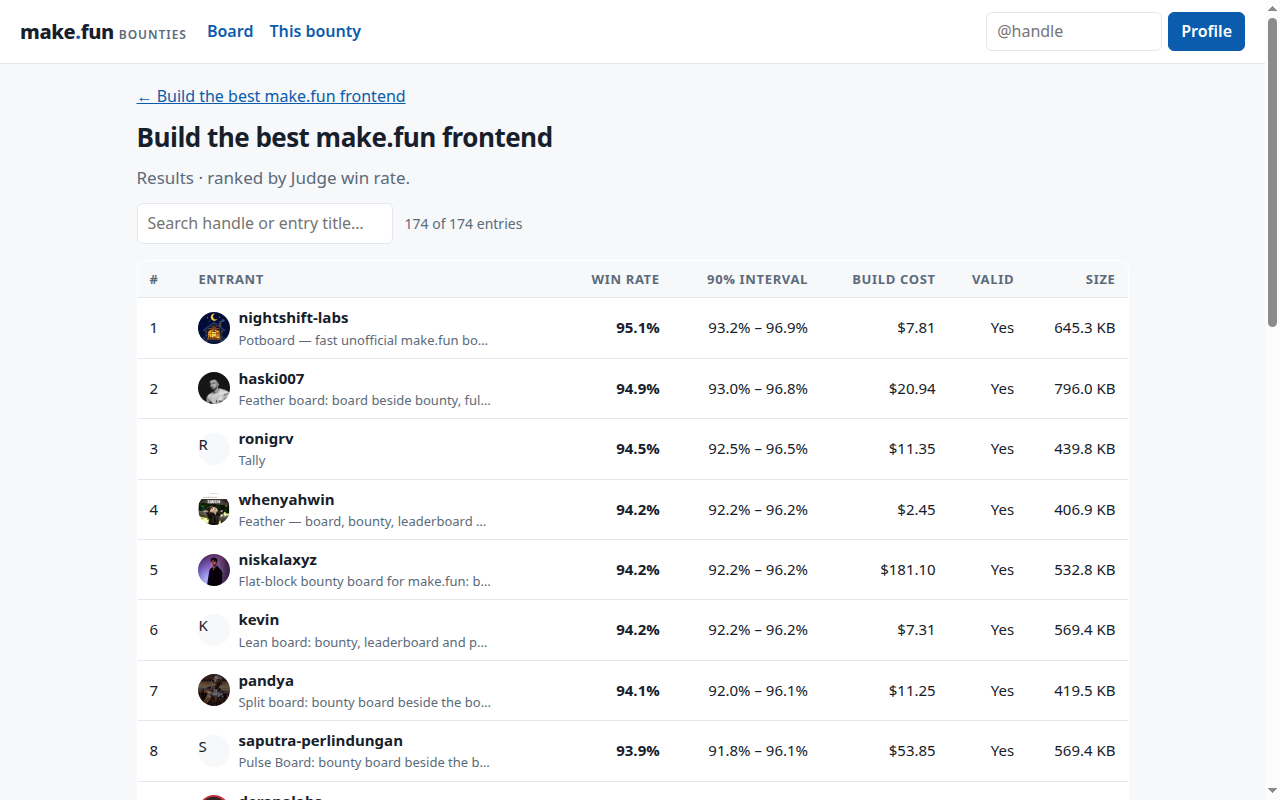 make.fun BOUNTIES Board This bounty @handle Profile
← Build the best make.fun frontend
Build the best make.fun frontend
Results · ranked by Judge win rate.
Search handle or entry title... 174 of 174 entries
# ENTRANT WIN RATE 90% INTERVAL BUILD COST VALID SIZE
1 nightshift-labs 95.1% 93.2% – 96.9% $7.81 Yes 645.3 KB
Potboard — fast unofficial make.fun bo...
2 haski007 94.9% 93.0% – 96.8% $20.94 Yes 796.0 KB
Feather board: board beside bounty, ful...
3 R ronigrv 94.5% 92.5% – 96.5% $11.35 Yes 439.8 KB
Tally
4 whenyahwin 94.2% 92.2% – 96.2% $2.45 Yes 406.9 KB
Feather — board, bounty, leaderboard ...
5 niskalaxyz 94.2% 92.2% – 96.2% $181.10 Yes 532.8 KB
Flat-block bounty board for make.fun: b...
6 K kevin 94.2% 92.2% – 96.2% $7.31 Yes 569.4 KB
Lean board: bounty, leaderboard and p...
7 pandya 94.1% 92.0% – 96.1% $11.25 Yes 419.5 KB
Split board: bounty board beside the bo...
8 S saputra-perlindungan 93.9% 91.8% – 96.1% $53.85 Yes 569.4 KB
Pulse Board: bounty board beside the b...